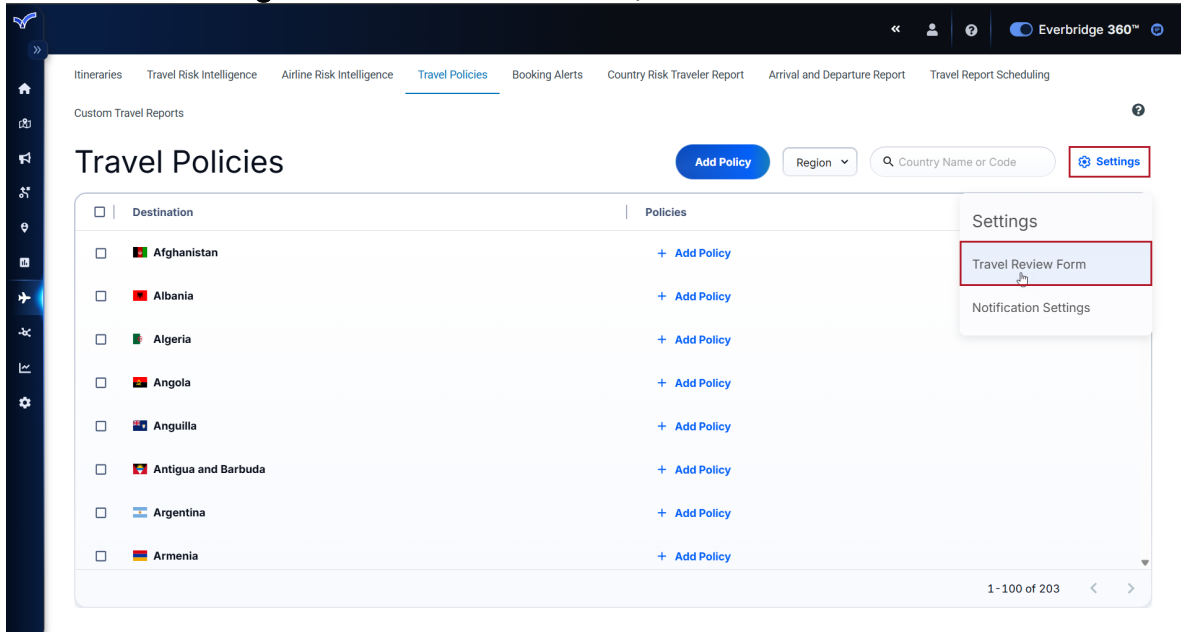 «
Everbridge 360™
»
Itineraries Travel Risk Intelligence Airline Risk Intelligence Travel Policies Booking Alerts Country Risk Traveler Report Arrival and Departure Report Travel Report Scheduling
Custom Travel Reports
Travel Policies
Add Policy Region Country Name or Code Settings
Destination Policies
Settings
Afghanistan + Add Policy
Travel Review Form
Albania + Add Policy
Notification Settings
Algeria + Add Policy
Angola + Add Policy
Anguilla + Add Policy
Antigua and Barbuda + Add Policy
Argentina + Add Policy
Armenia + Add Policy
1-100 of 203 < >